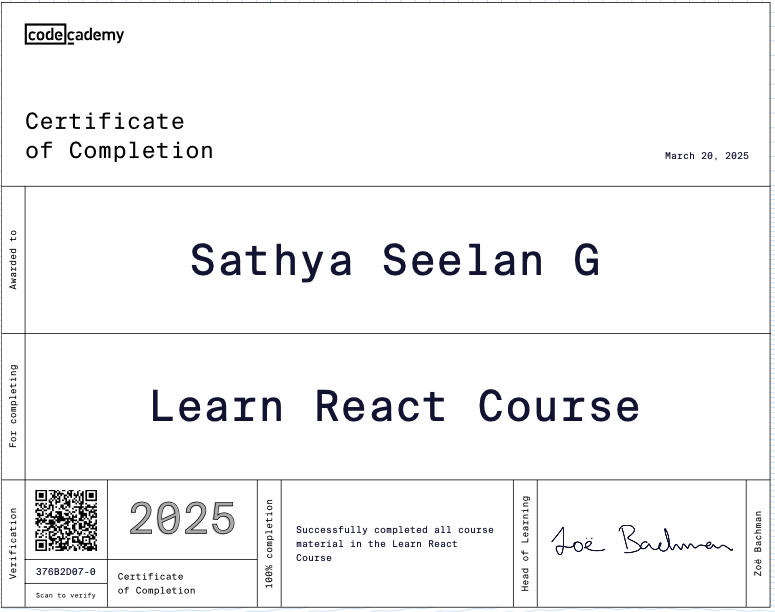 codecademy
Certificate
of Completion
March 20, 2025
Awarded to
Sathya Seelan G
For completing
Learn React Course
Verification
376B2D07-0
Scan to verify
2025
Certificate
of Completion
100% completion
Successfully completed all course
material in the Learn React
Course
Head of Learning
Zoë Bachman
Zoë Bachman